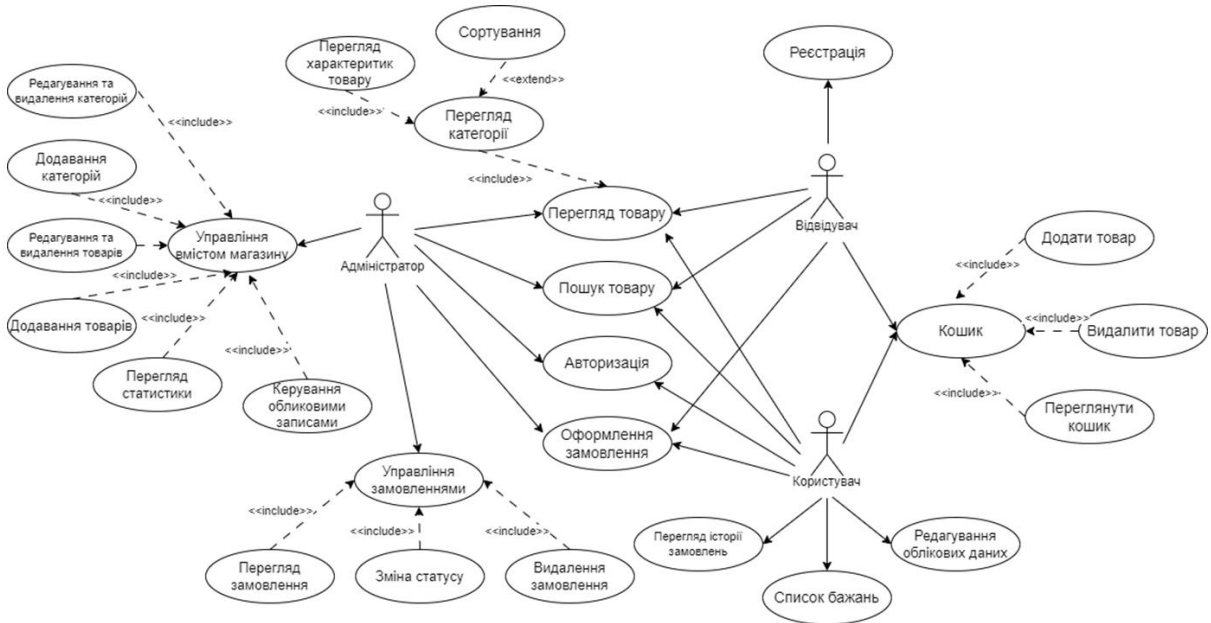 Сортування
Перегляд
характеритик
товару
Реєстрація
<<extend>>
Редагування та
видалення категорій
<<include>>
Перегляд
категорії
<<include>>
Додавання
категорій
<<include>>
<<include>>
Перегляд товару
Відвідувач
Редагування та
видалення товарів
Управління
вмістом магазину
Адміністратор
Додати товар
<<include>>
<<include>>
Пошук товару
Додавання товарів
<<include>>
Кошик
<<include>>
Видалити товар
<<include>>
Авторизація
Перегляд
статистики
Керування
обликовими
записами
<<include>>
Переглянути
кошик
Оформлення
замовлення
Управління
замовленнями
Користувач
<<include>>
<<include>>
<<include>>
Перегляд історії
замовлень
Редагування
облікових даних
Перегляд
замовлення
Зміна статусу
Видалення
замовлення
Список бажань